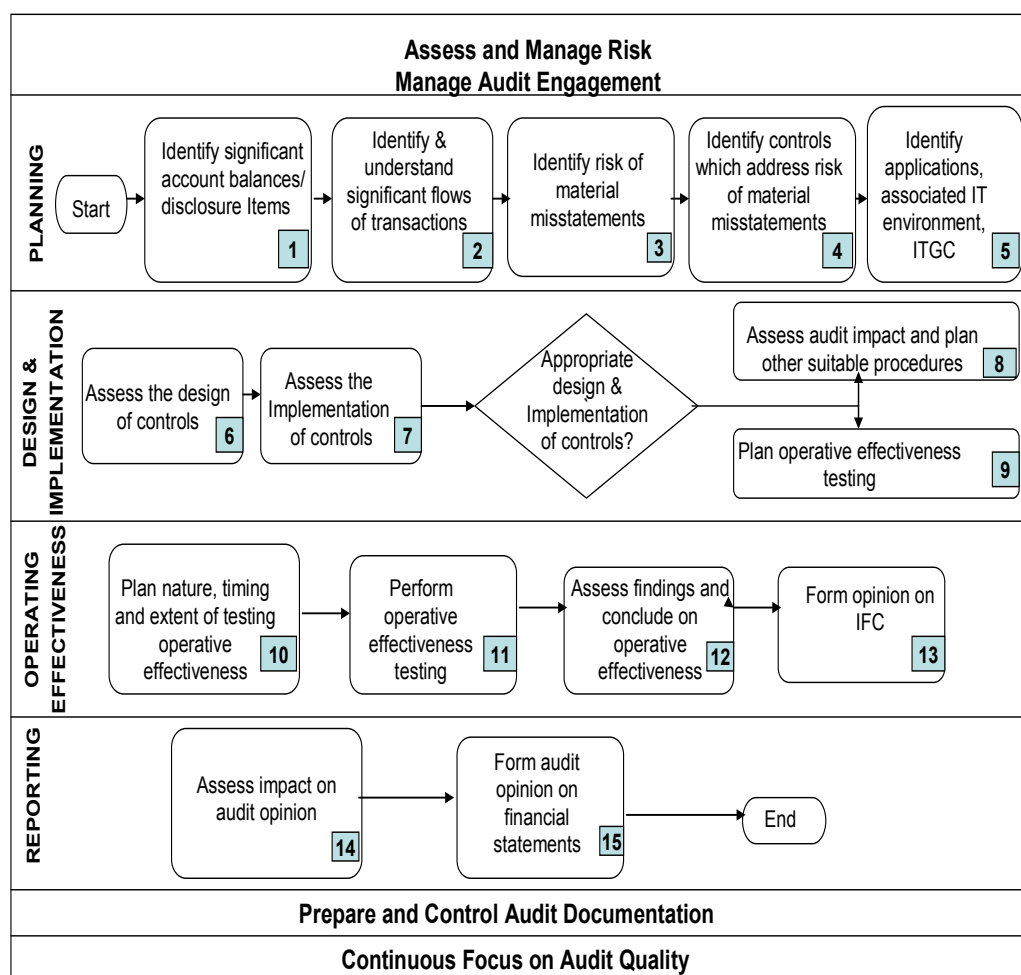 Assess and Manage Risk
Manage Audit Engagement
PLANNING
Start
Identify significant
account balances/
disclosure Items
1
Identify &
understand
significant flows
of transactions
2
Identify risk of
material
misstatements
3
Identify controls
which address risk
of material
misstatements
4
Identify
applications,
associated IT
environment,
ITGC
5
DESIGN &
IMPLEMENTATION
Assess the design
of controls
6
Assess the
Implementation
of controls
7
Appropriate
design &
Implementation
of controls?
Assess audit impact and plan
other suitable procedures
8
Plan operative effectiveness
testing
9
OPERATING
EFFECTIVENESS
Plan nature, timing
and extent of testing
operative
effectiveness
10
Perform
operative
effectiveness
testing
11
Assess findings and
conclude on
operative
effectiveness
12
Form opinion on
IFC
13
REPORTING
Assess impact on
audit opinion
14
Form audit
opinion on
financial
statements
15
End
Prepare and Control Audit Documentation
Continuous Focus on Audit Quality